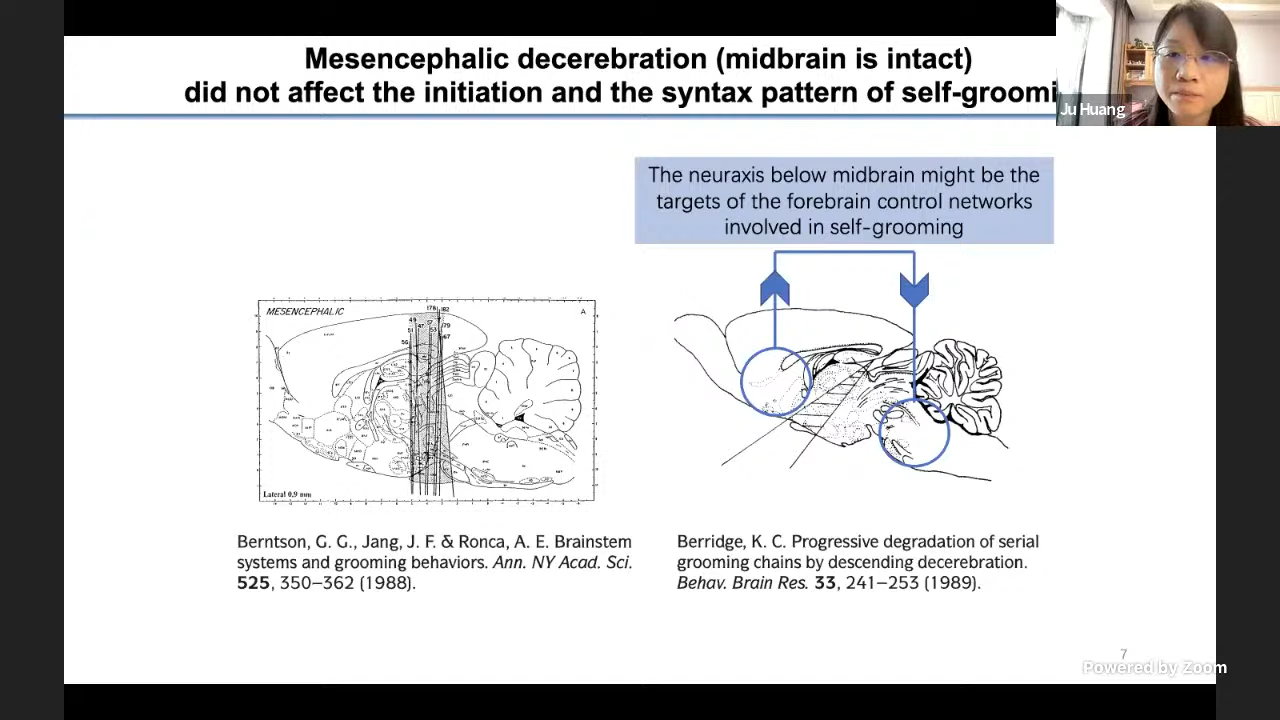 Mesencephalic decerebration (midbrain is intact)
did not affect the initiation and the syntax pattern of self-groomi
Ju Huang
The neuraxis below midbrain might be the
targets of the forebrain control networks
involved in self-grooming
MESENCEPHALIC
A
Lateral 0.9 mm
Berntson, G. G., Jang, J. F. & Ronca, A. E. Brainstem
systems and grooming behaviors. Ann. NY Acad. Sci.
525, 350–362 (1988).
Berridge, K. C. Progressive degradation of serial
grooming chains by descending decerebration.
Behav. Brain Res. 33, 241–253 (1989).
7
Powered by Zoom